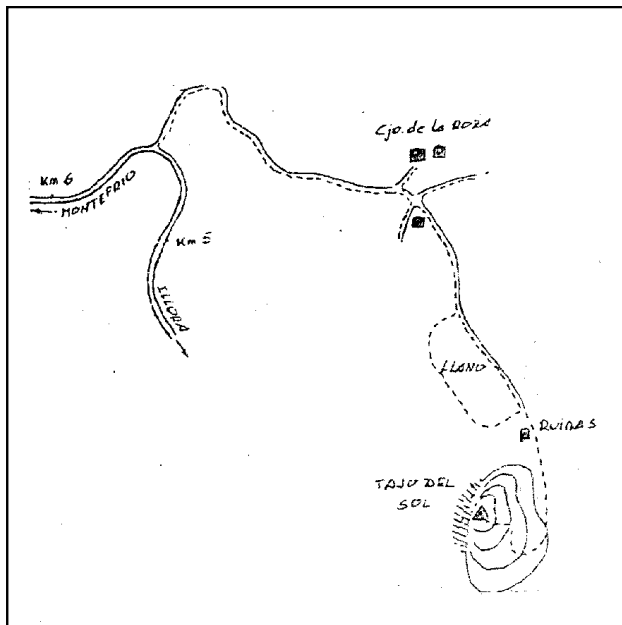 Cjo. de la ROZA
Km 6
MONTEFRIO
Km 5
ILLORA
LLANO
RUINAS
TAJO DEL
SOL